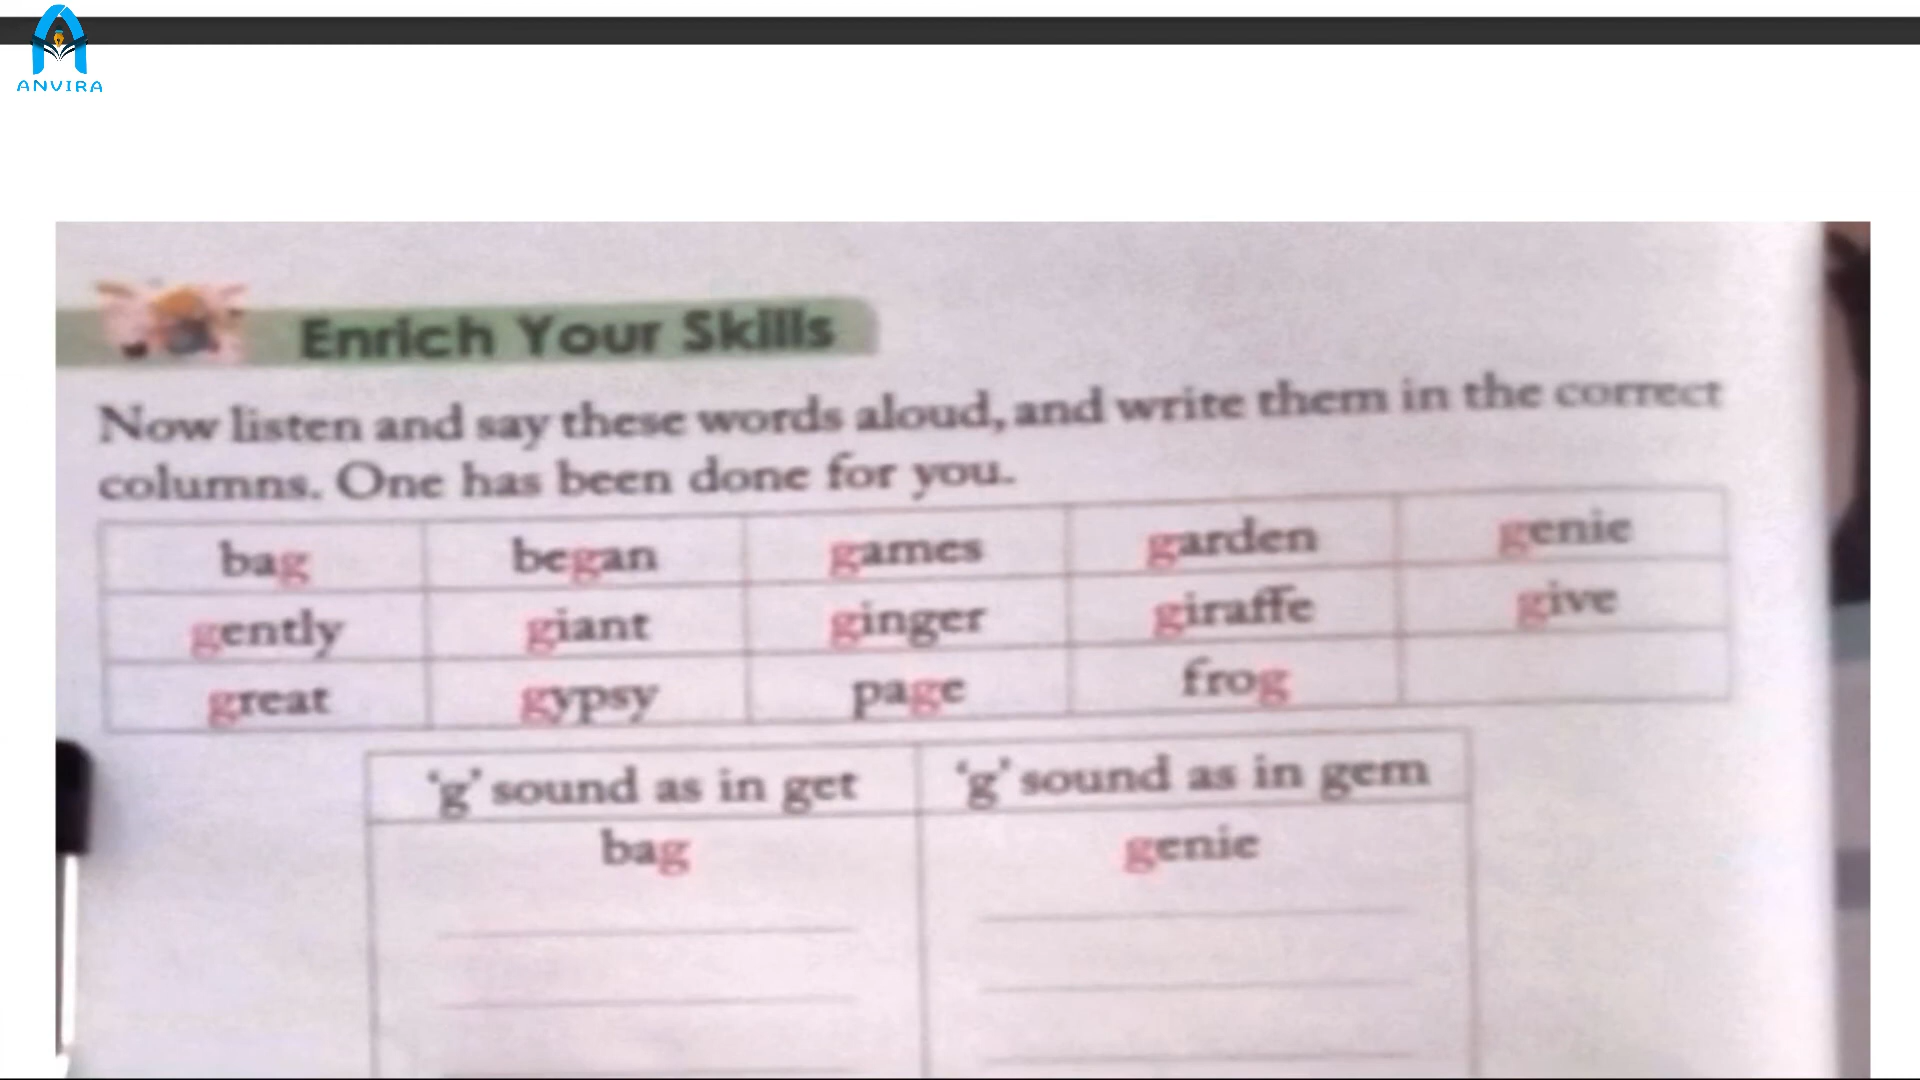 ANVIRA
Enrich Your Skills
Now listen and say these words aloud, and write them in the correct
columns. One has been done for you.
bag began games garden genie
gently giant ginger giraffe give
great gypsy page frog
‘g’ sound as in get ‘g’ sound as in gem
bag genie